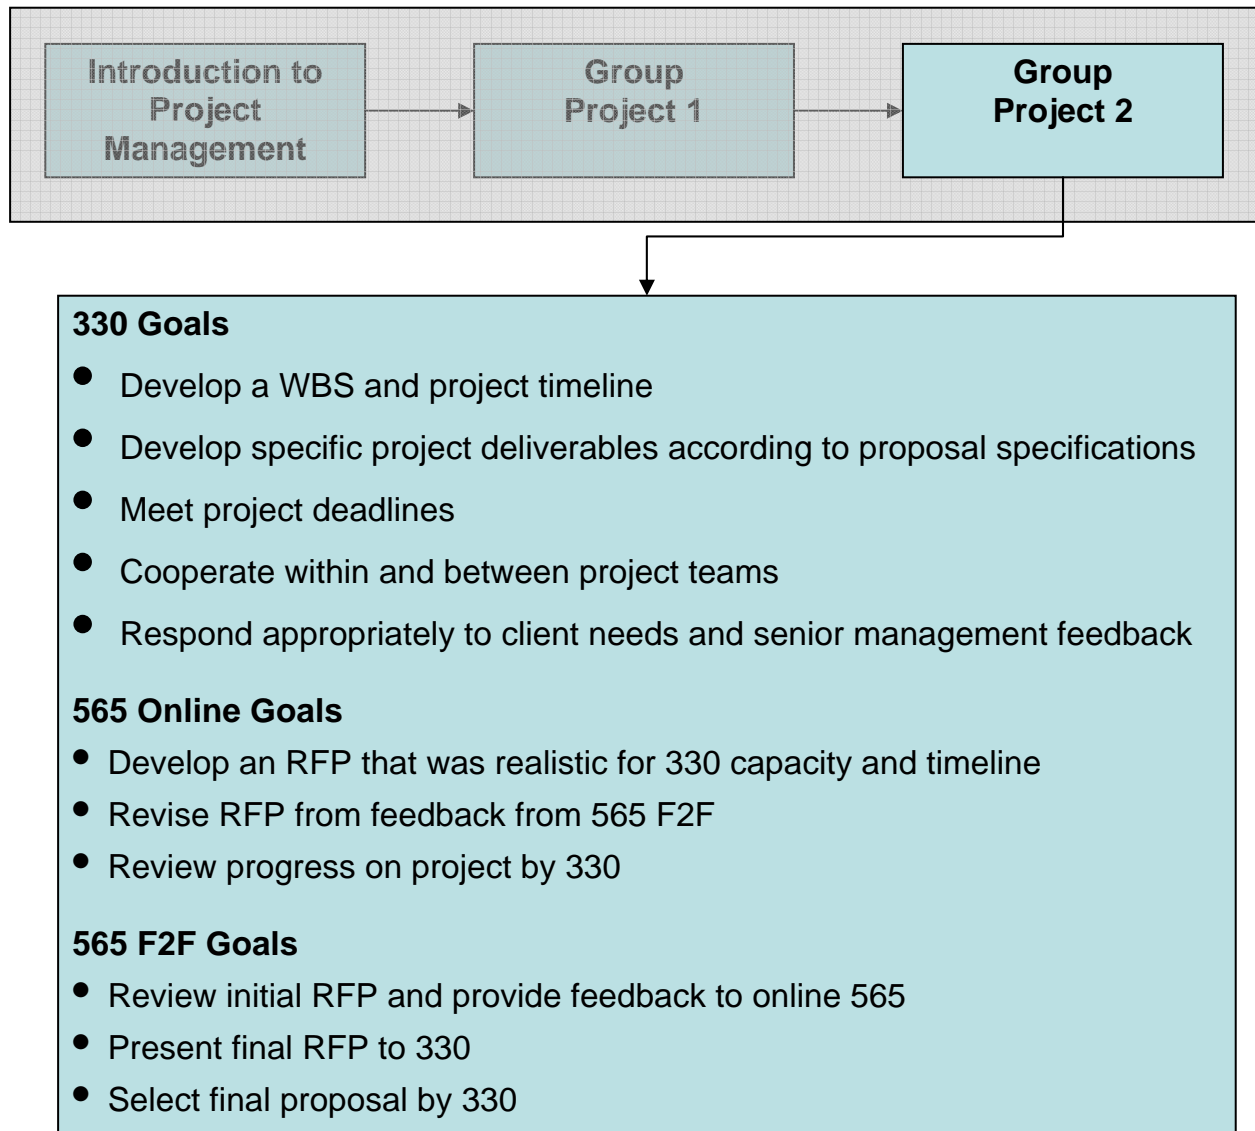 Introduction to
Project
Management
Group
Project 1
Group
Project 2
330 Goals
• Develop a WBS and project timeline
• Develop specific project deliverables according to proposal specifications
• Meet project deadlines
• Cooperate within and between project teams
• Respond appropriately to client needs and senior management feedback
565 Online Goals
• Develop an RFP that was realistic for 330 capacity and timeline
• Revise RFP from feedback from 565 F2F
• Review progress on project by 330
565 F2F Goals
• Review initial RFP and provide feedback to online 565
• Present final RFP to 330
• Select final proposal by 330